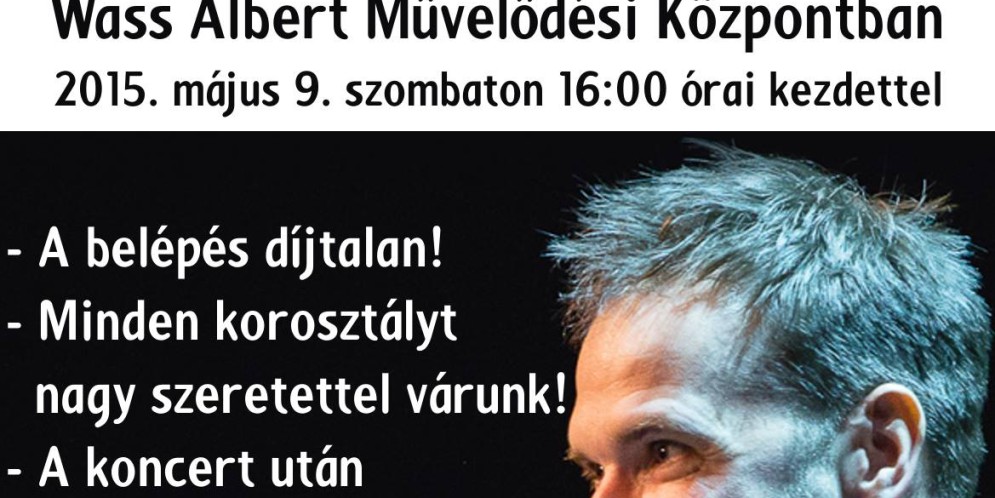 Wass Albert Művelődési Központban
2015. május 9. szombaton 16:00 órai kezdettel
- A belépés díjtalan!
- Minden korosztályt
nagy szeretettel várunk!
- A koncert után